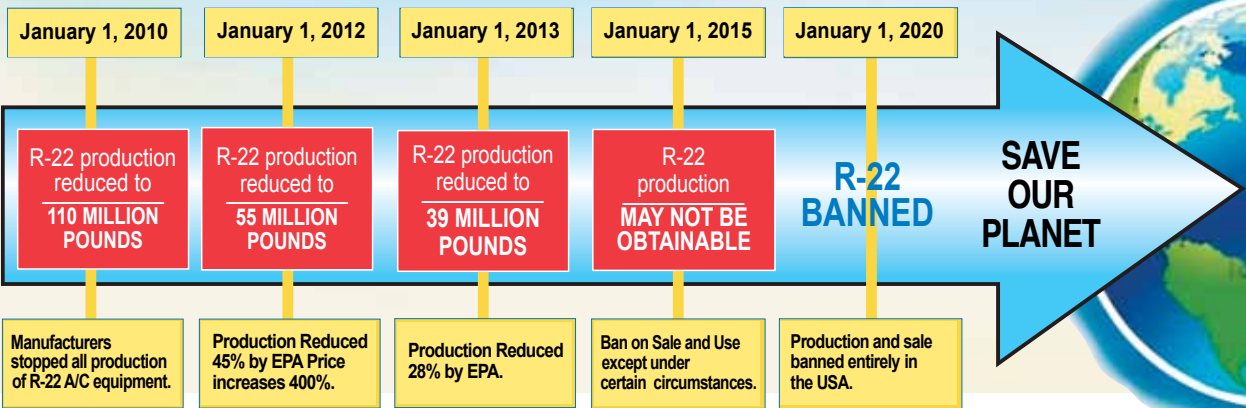 January 1, 2010
January 1, 2012
January 1, 2013
January 1, 2015
January 1, 2020
R-22 production
reduced to
110 MILLION
POUNDS
R-22 production
reduced to
55 MILLION
POUNDS
R-22 production
reduced to
39 MILLION
POUNDS
R-22
production
MAY NOT BE
OBTAINABLE
R-22
BANNED
SAVE
OUR
PLANET
Manufacturers
stopped all production
of R-22 A/C equipment.
Production Reduced
45% by EPA Price
increases 400%.
Production Reduced
28% by EPA.
Ban on Sale and Use
except under
certain circumstances.
Production and sale
banned entirely in
the USA.